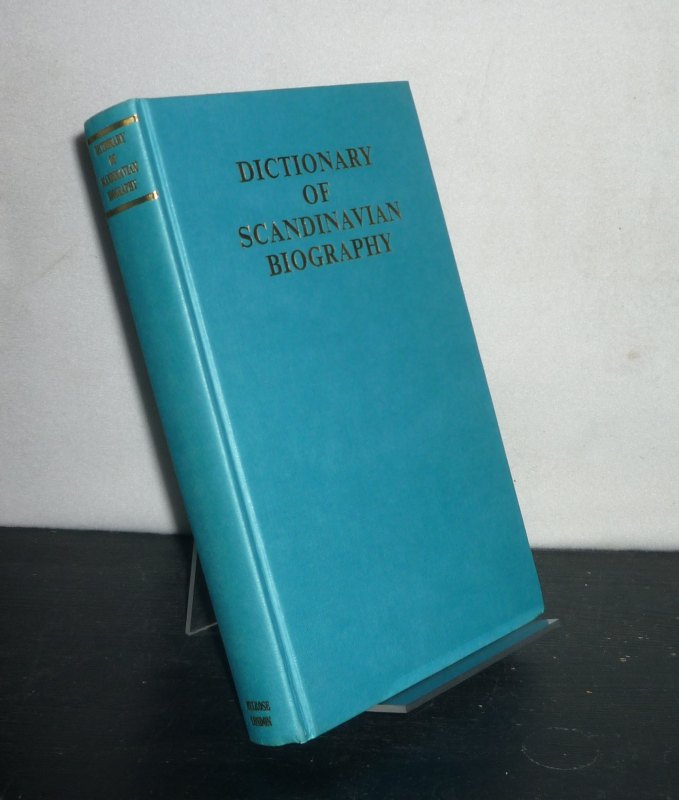 DICTIONARY
OF
SCANDINAVIAN
BIOGRAPHY
DICTIONARY
OF
SCANDINAVIAN
BIOGRAPHY
MELROSE
LONDON